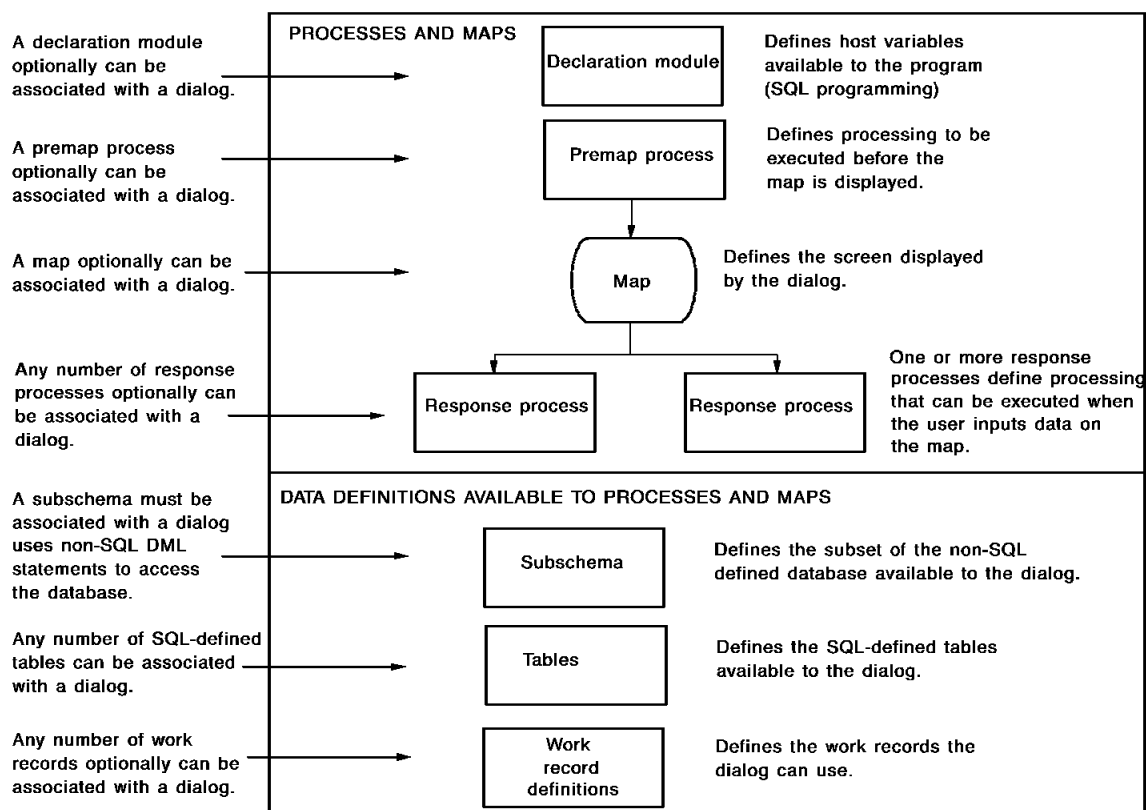 PROCESSES AND MAPS
A declaration module
optionally can be
associated with a dialog.
Declaration module
Defines host variables
available to the program
(SQL programming)
A premap process
optionally can be
associated with a dialog.
Premap process
Defines processing to be
executed before the
map is displayed.
A map optionally can be
associated with a dialog.
Map
Defines the screen displayed
by the dialog.
Any number of response
processes optionally can
be associated with a
dialog.
Response process
Response process
One or more response
processes define processing
that can be executed when
the user inputs data on
the map.
DATA DEFINITIONS AVAILABLE TO PROCESSES AND MAPS
A subschema must be
associated with a dialog
uses non-SQL DML
statements to access
the database.
Subschema
Defines the subset of the non-SQL
defined database available to the dialog.
Any number of SQL-defined
tables can be associated
with a dialog.
Tables
Defines the SQL-defined tables
available to the dialog.
Any number of work
records optionally can be
associated with a dialog.
Work
record
definitions
Defines the work records the
dialog can use.